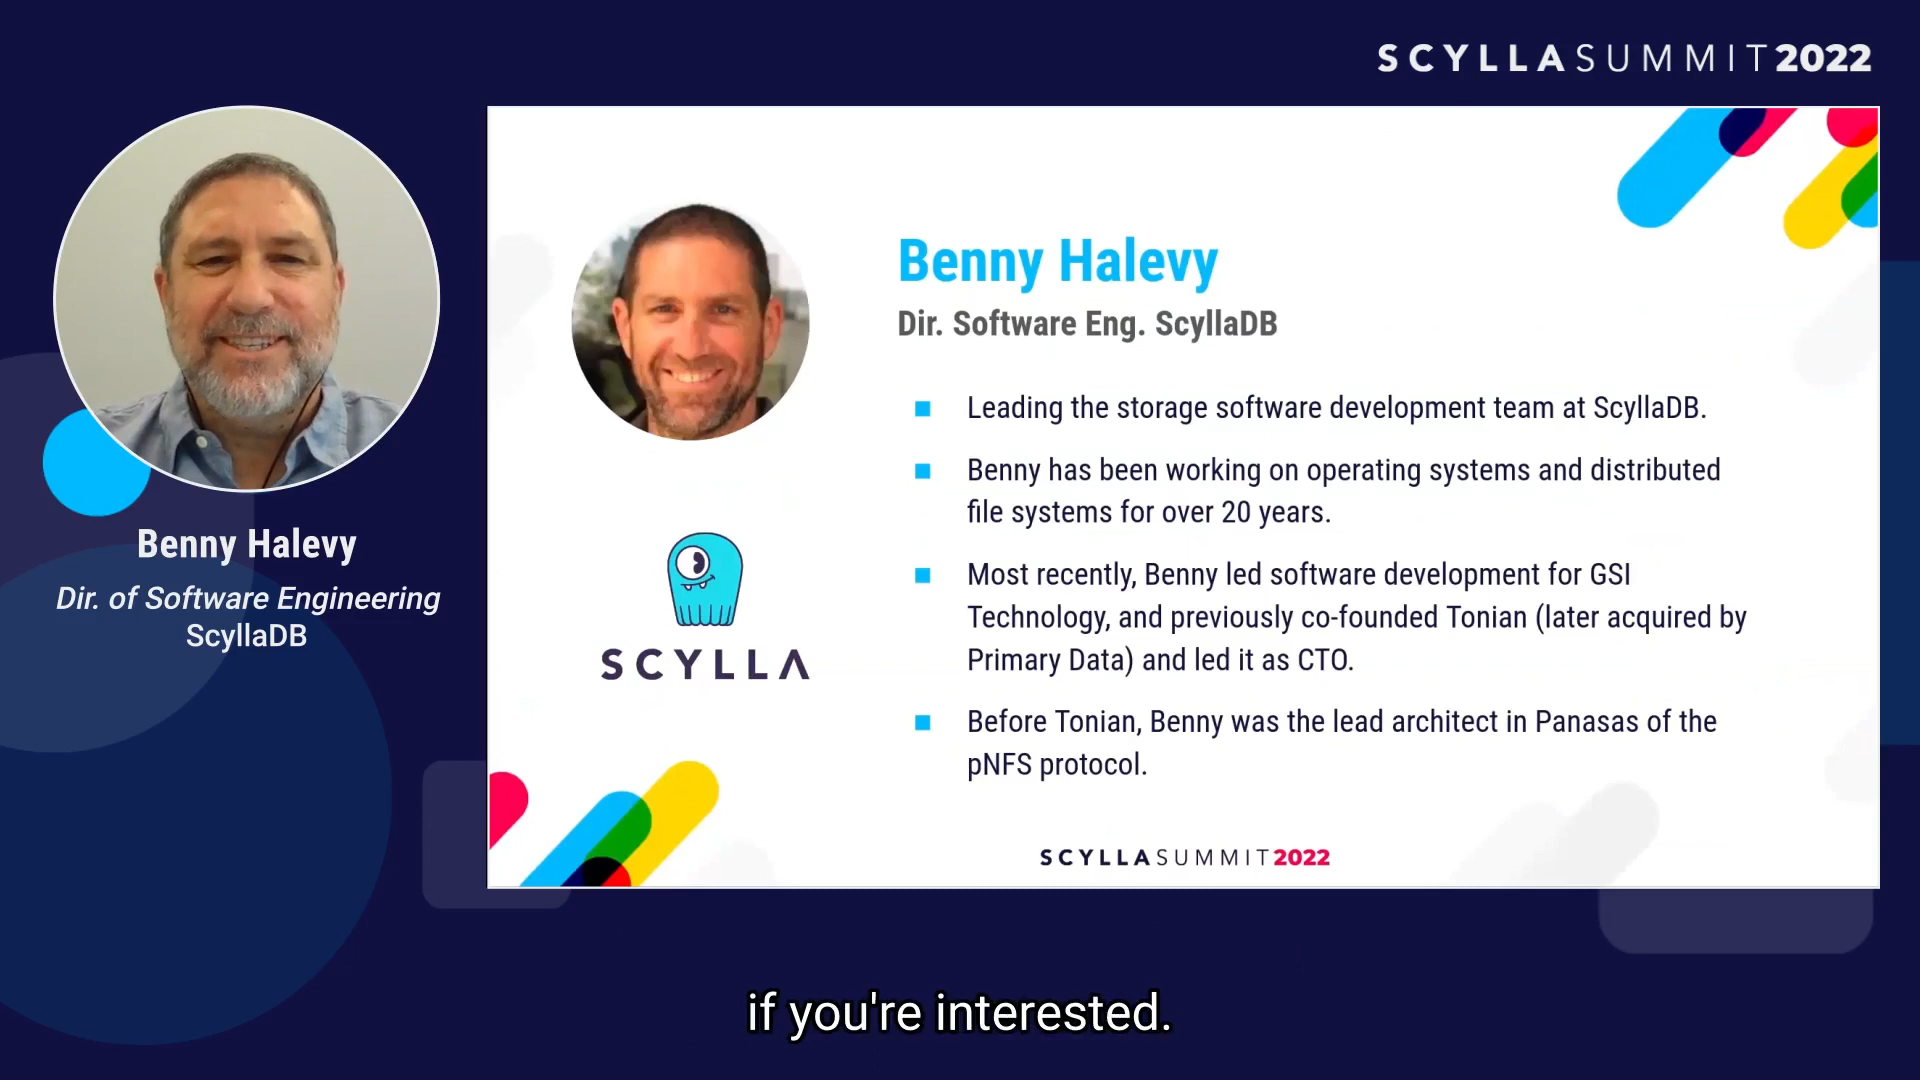 SCYLLASUMMIT2022
Benny Halevy
Dir. of Software Engineering
ScyllaDB
SCYLLA
Benny Halevy
Dir. Software Eng. ScyllaDB
Leading the storage software development team at ScyllaDB.
Benny has been working on operating systems and distributed
file systems for over 20 years.
Most recently, Benny led software development for GSI
Technology, and previously co-founded Tonian (later acquired by
Primary Data) and led it as CTO.
Before Tonian, Benny was the lead architect in Panasas of the
pNFS protocol.
SCYLLASUMMIT2022
if you're interested.